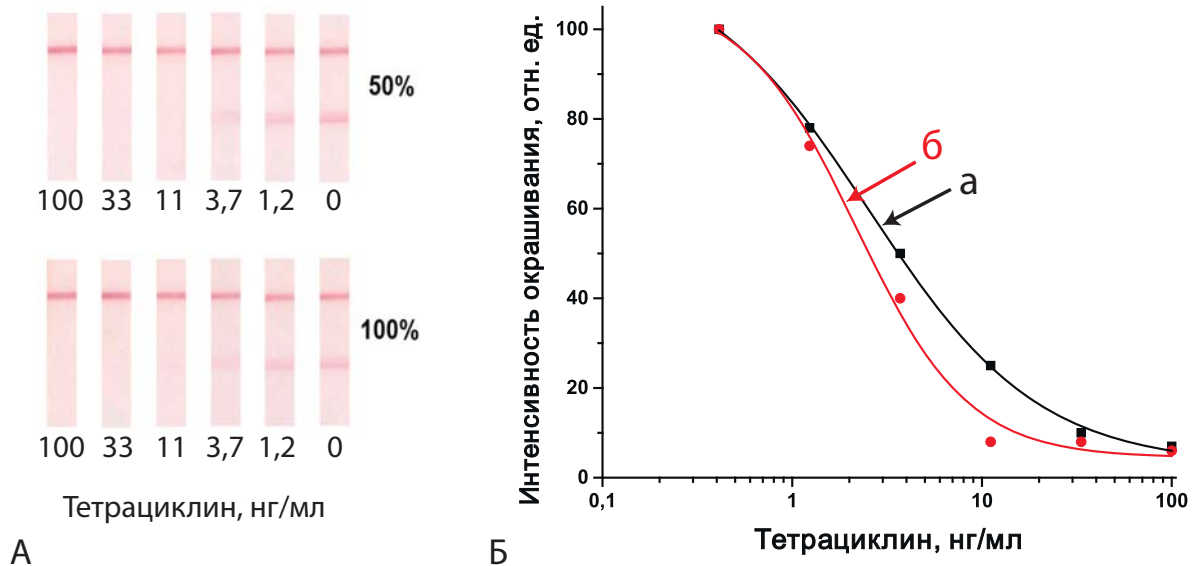 50%
100 33 11 3,7 1,2 0
100%
100 33 11 3,7 1,2 0
Тетрациклин, нг/мл
А
Интенсивность окрашивания, отн. ед.
100
80
60
40
20
0
б
а
0,1 1 10 100
Тетрациклин, нг/мл
Б